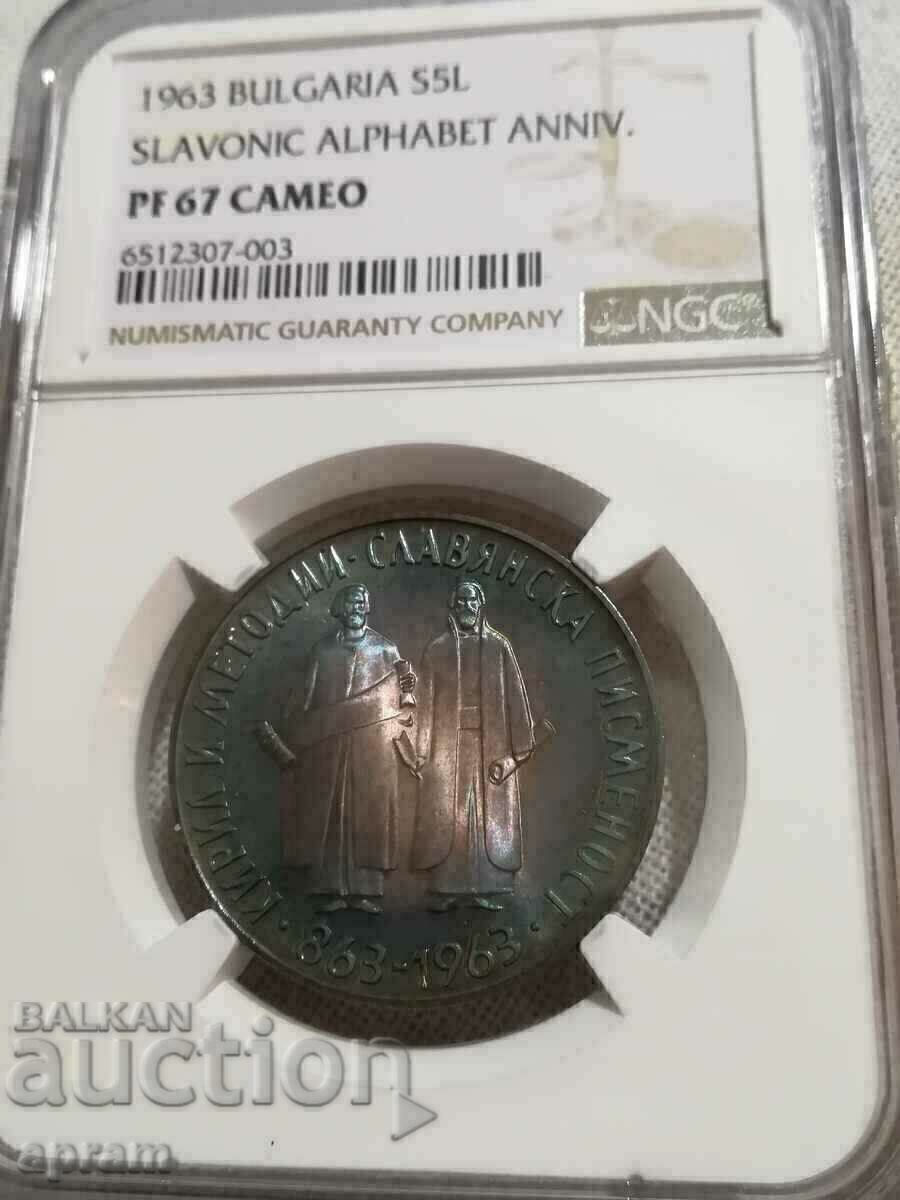 1963 BULGARIA S5L
SLAVONIC ALPHABET ANNIV.
PF 67 CAMEO
6512307-003
NUMISMATIC GUARANTY COMPANY
NGC
КИРИЛ И МЕТОДИЙ · СЛАВЯНСКА ПИСМЕНОСТ ·
863-1963 ·
BALKAN
auction
apram